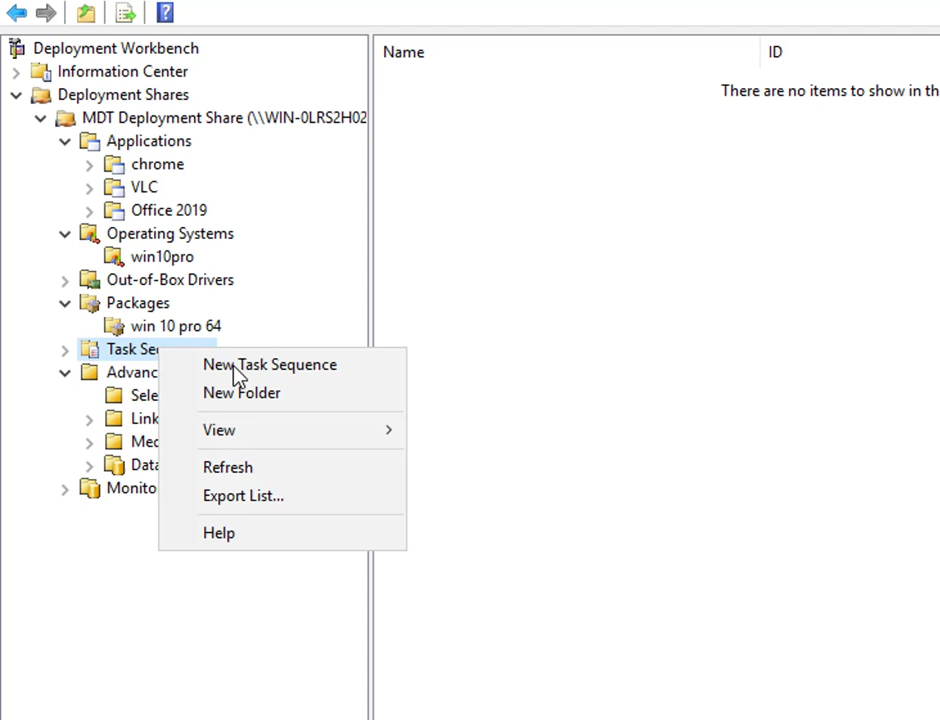 Deployment Workbench
Information Center
Deployment Shares
MDT Deployment Share (\\WIN-0LRS2H02
Applications
chrome
VLC
Office 2019
Operating Systems
win10pro
Out-of-Box Drivers
Packages
win 10 pro 64
Task Se
Advanc
Sele
Link
Med
Data
Monito
New Task Sequence
New Folder
View
Refresh
Export List...
Help
Name ID
There are no items to show in th